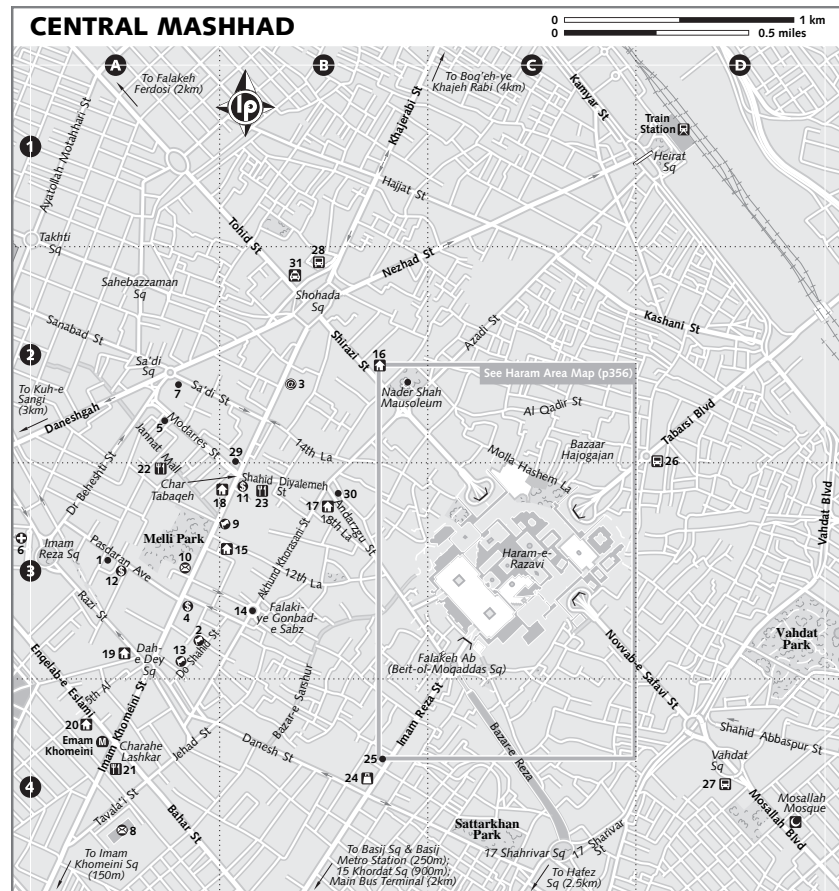 CENTRAL MASHHAD
0 1 km
0 0.5 miles
A
B
C
D
To Falakeh
Ferdosi (2km)
lp
To Boq'eh-ye
Khajeh Rabi (4km)
Kamyar St
Train
Station
Khajerabi St
1
Ayatollah Motahhari St
Heirat
Sq
Hajjat St
Tohid St
Takhti
Sq
28
31
Nezhad St
Sahebazzaman
Sq
Shohada
Sq
Kashani St
Sanabad St
Azadi St
Shirazi St
2
16
Sa'di
Sq
See Haram Area Map (p356)
To Kuh-e
Sangi
(3km)
7
3
Nader Shah
Mausoleum
Sa'di St
Al Qadir St
Daneshgah
5
Tabarsi Blvd
Modarres St
Jannat Mall
14th La
Bazaar
Hajogajan
29
Molla Hashem La
26
22
Char
Tabaqeh
Shahid Diyalemeh
St
Dr Beheshti St
18
11
23
30
17
Andarzgu St
18th La
Vahdat Blvd
9
6
Imam
Reza Sq
Melli Park
Akhund Khorasani St
Haram-e-
Razavi
15
1
Pasdaran Ave
10
3
12
12th La
Razi St
4
14
Falaki-
ye Gonbad-
e Sabz
2
Vahdat
Park
19
Dah-
e Dey
Sq
13
Do Shahid St
Falakeh Ab
(Beit-ol-Moqaddas Sq)
Novvab-e Safavi St
Enqelab-e Eslami
5th Al
Bazar-e Sarshur
Imam Reza St
20
Shahid Abbaspur St
Emam
Khomeini
M
Imam Khomeini St
Charahe
Lashkar
Jehad St
Danesh St
Bazar-e Reza
Vahdat
Sq
25
21
24
27
4
Mosallah
Mosque
Tavala'i St
Bahar St
Mosallah Blvd
8
Sattarkhan
Park
17 Shahrivar
St
17 Shahrivar Sq
To Imam
Khomeini Sq
(150m)
To Basij Sq & Basij
Metro Station (250m);
15 Khordat Sq (900m);
Main Bus Terminal (2km)
To Hafez
Sq (2.5km)